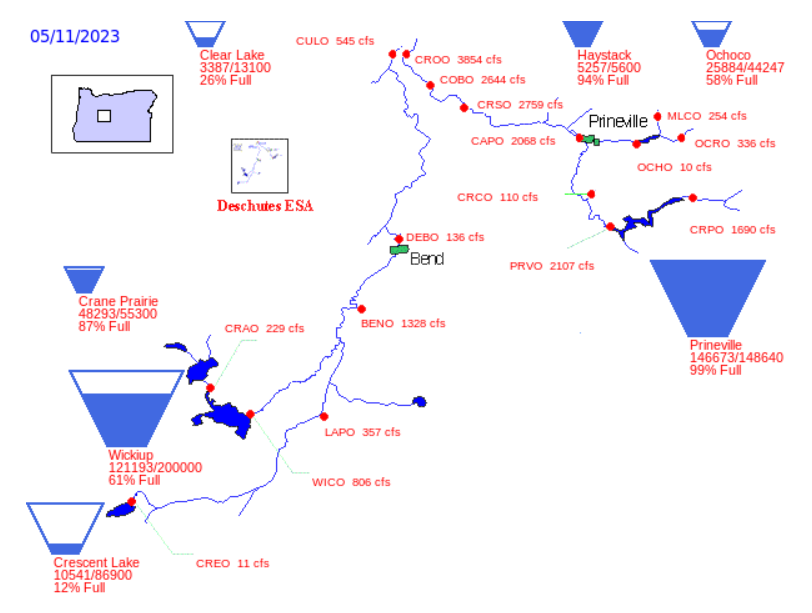 05/11/2023
Clear Lake
3387/13100
26% Full
CULO 545 cfs
CROO 3854 cfs
COBO 2644 cfs
CRSO 2759 cfs
Haystack
5257/5600
94% Full
Ochoco
25884/44247
58% Full
Prineville
MLCO 254 cfs
CAPO 2068 cfs
OCRO 336 cfs
OCHO 10 cfs
CRCO 110 cfs
Deschutes ESA
CRPO 1690 cfs
DEBO 136 cfs
Bend
PRVO 2107 cfs
Crane Prairie
48293/55300
87% Full
BENO 1328 cfs
CRAO 229 cfs
Prineville
146673/148640
99% Full
LAPO 357 cfs
Wickiup
121193/200000
61% Full
WICO 806 cfs
CREO 11 cfs
Crescent Lake
10541/86900
12% Full